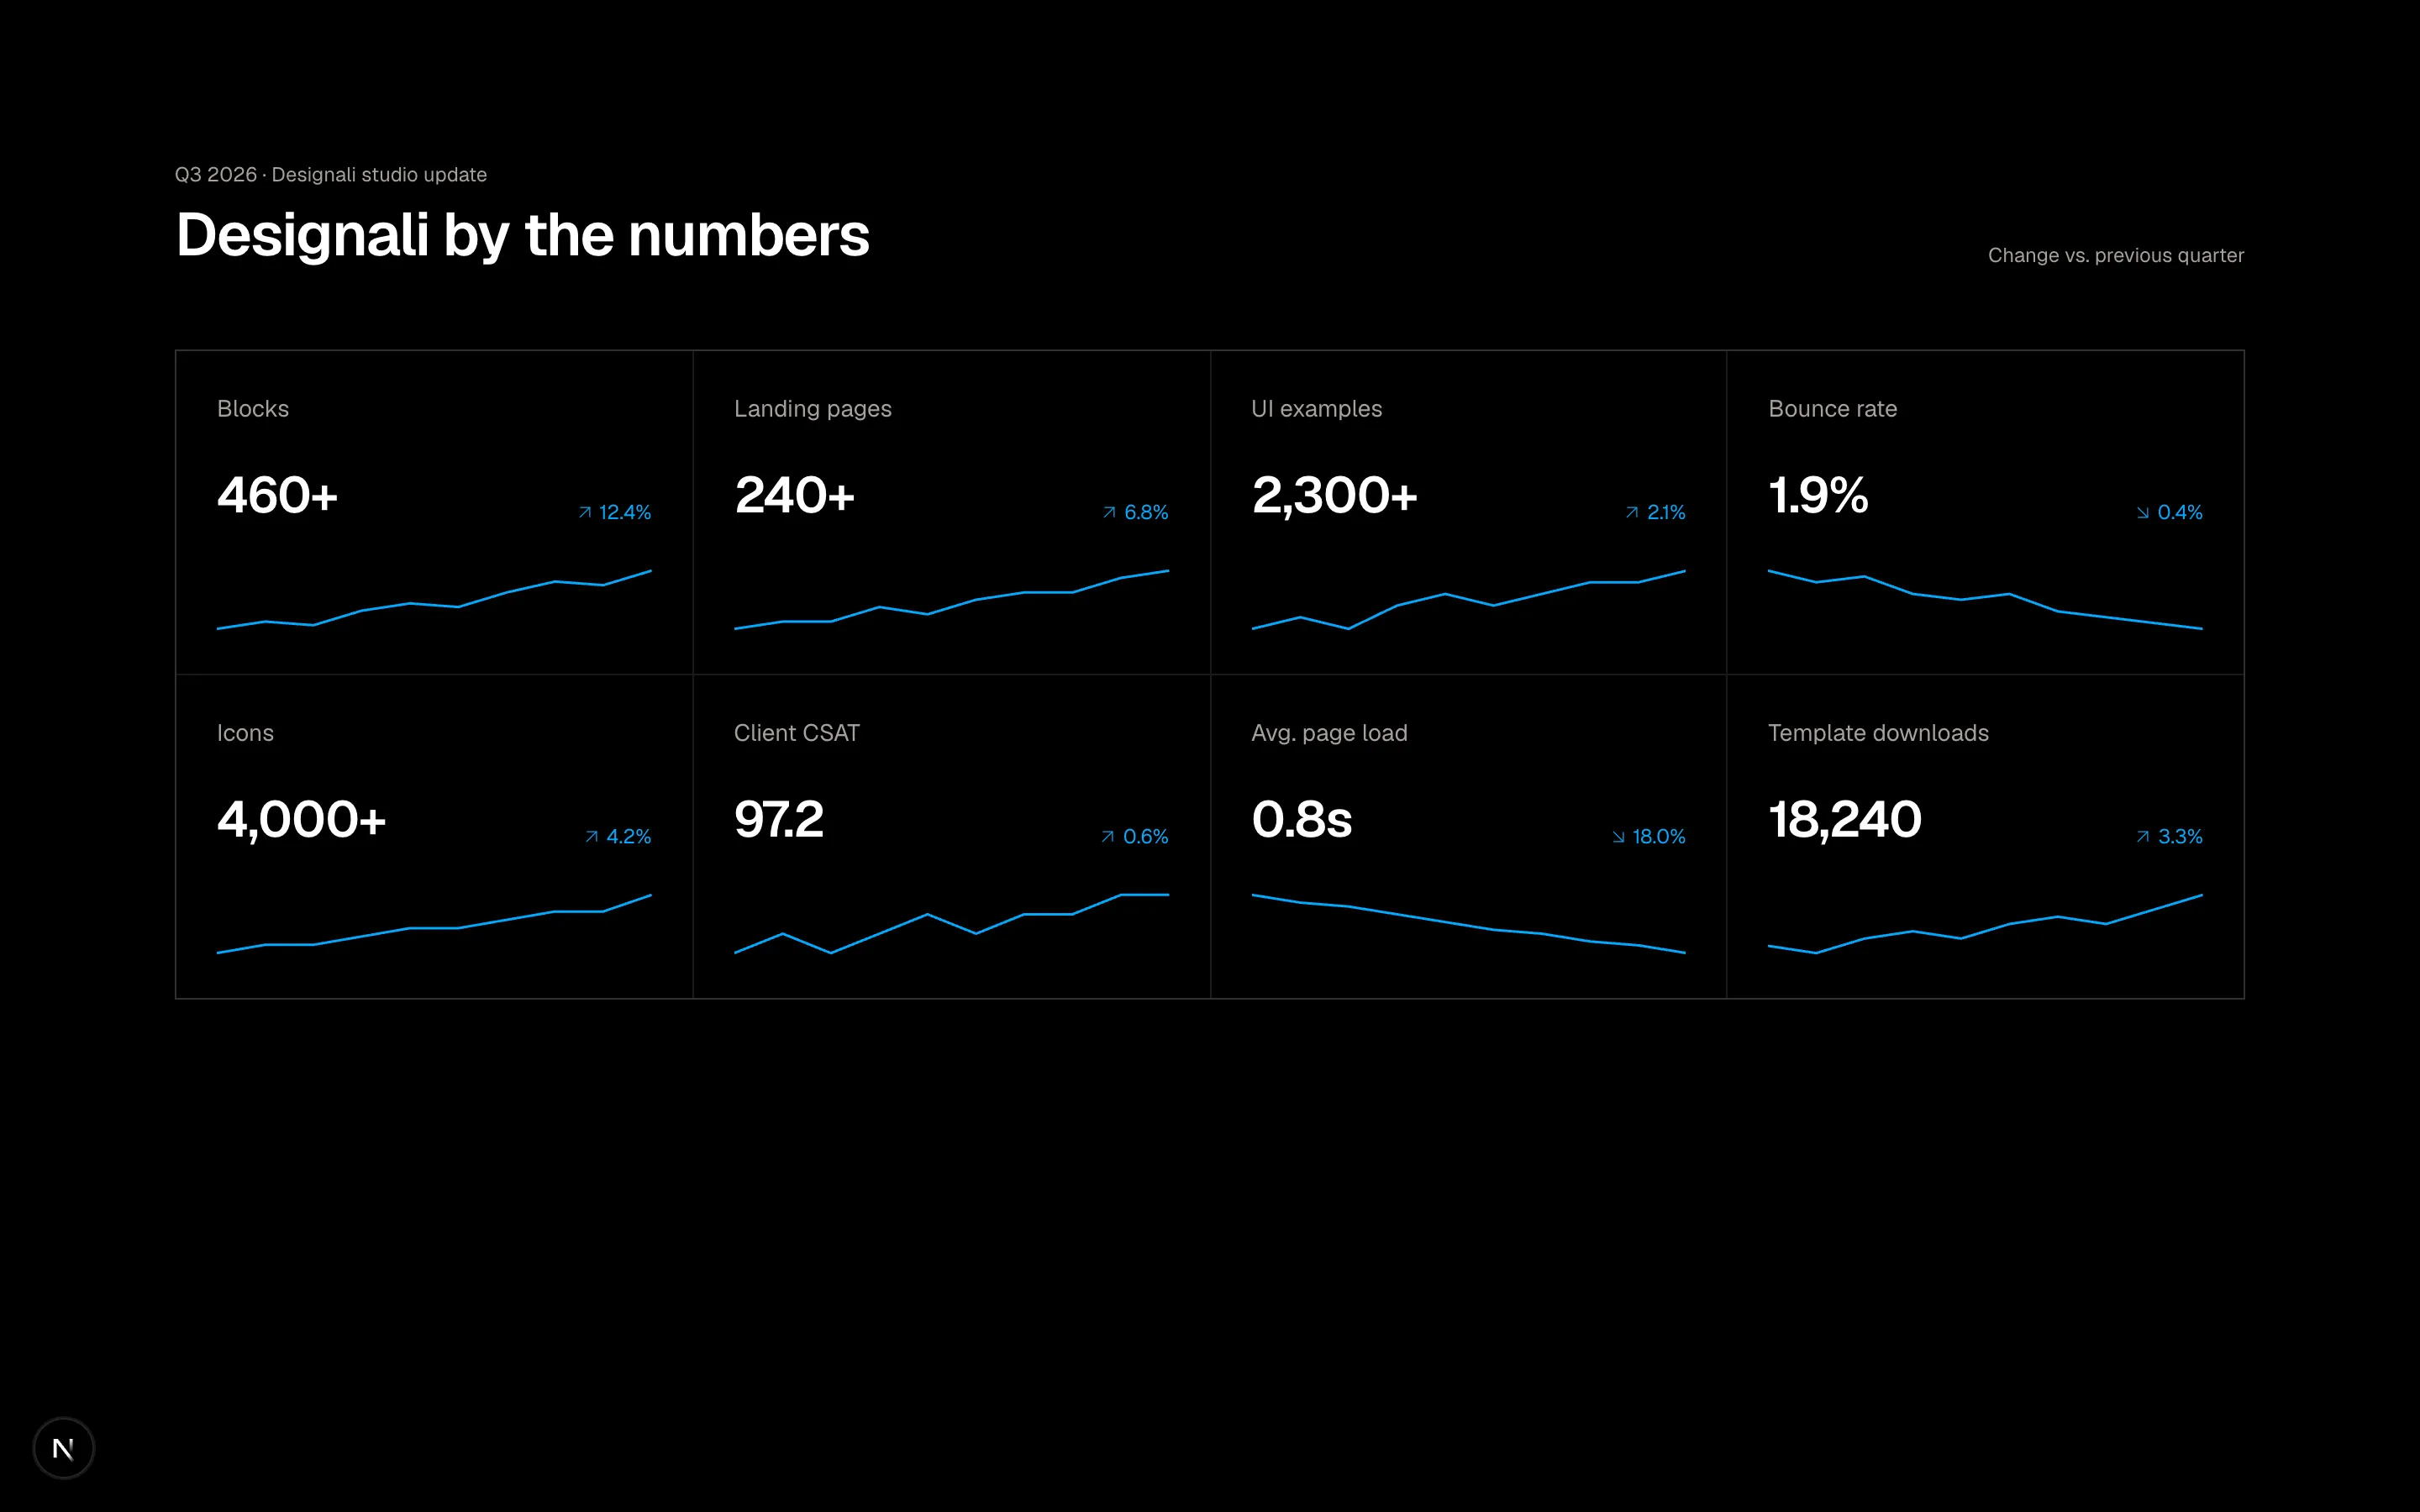 Q3 2026 · Designali studio update
Designali by the numbers
Change vs. previous quarter
Blocks
460+
↗ 12.4%
Landing pages
240+
↗ 6.8%
UI examples
2,300+
↗ 2.1%
Bounce rate
1.9%
↘ 0.4%
Icons
4,000+
↗ 4.2%
Client CSAT
97.2
↗ 0.6%
Avg. page load
0.8s
↘ 18.0%
Template downloads
18,240
↗ 3.3%
N